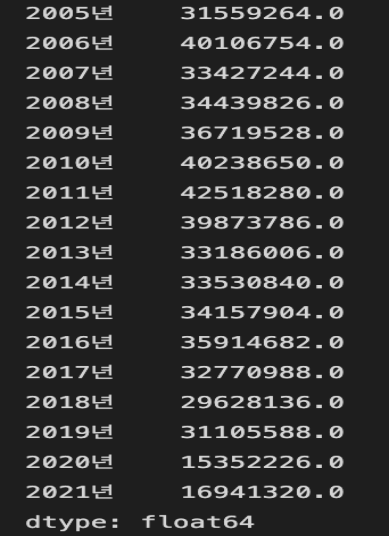 2005년 31559264.0
2006년 40106754.0
2007년 33427244.0
2008년 34439826.0
2009년 36719528.0
2010년 40238650.0
2011년 42518280.0
2012년 39873786.0
2013년 33186006.0
2014년 33530840.0
2015년 34157904.0
2016년 35914682.0
2017년 32770988.0
2018년 29628136.0
2019년 31105588.0
2020년 15352226.0
2021년 16941320.0
dtype: float64